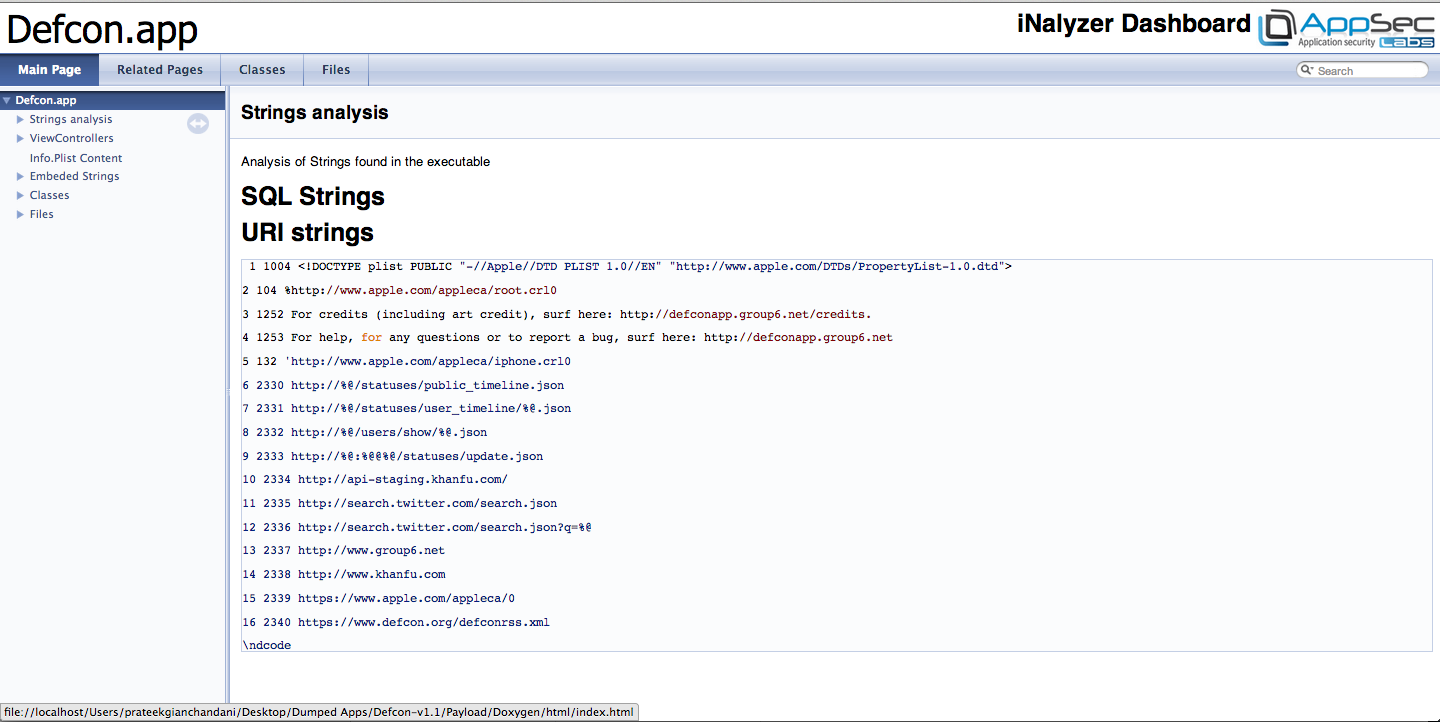 Defcon.app
iNalyzer Dashboard
AppSec
Application security Labs
Main Page Related Pages Classes Files
Search
Defcon.app
Strings analysis
ViewControllers
Info.Plist Content
Embeded Strings
Classes
Files
Strings analysis
Analysis of Strings found in the executable
SQL Strings
URI strings
1 1004 <!DOCTYPE plist PUBLIC "-//Apple//DTD PLIST 1.0//EN" "http://www.apple.com/DTDs/PropertyList-1.0.dtd">
2 104 %http://www.apple.com/appleca/root.crl0
3 1252 For credits (including art credit), surf here: http://defconapp.group6.net/credits.
4 1253 For help, for any questions or to report a bug, surf here: http://defconapp.group6.net
5 132 'http://www.apple.com/appleca/iphone.crl0
6 2330 http://%@/statuses/public_timeline.json
7 2331 http://%@/statuses/user_timeline/%@.json
8 2332 http://%@/users/show/%@.json
9 2333 http://%@:%@@%@/statuses/update.json
10 2334 http://api-staging.khanfu.com/
11 2335 http://search.twitter.com/search.json
12 2336 http://search.twitter.com/search.json?q=%@
13 2337 http://www.group6.net
14 2338 http://www.khanfu.com
15 2339 https://www.apple.com/appleca/0
16 2340 https://www.defcon.org/defconrss.xml
\ndcode
file://localhost/Users/prateekgianchandani/Desktop/Dumped Apps/Defcon-v1.1/Payload/Doxygen/html/index.html